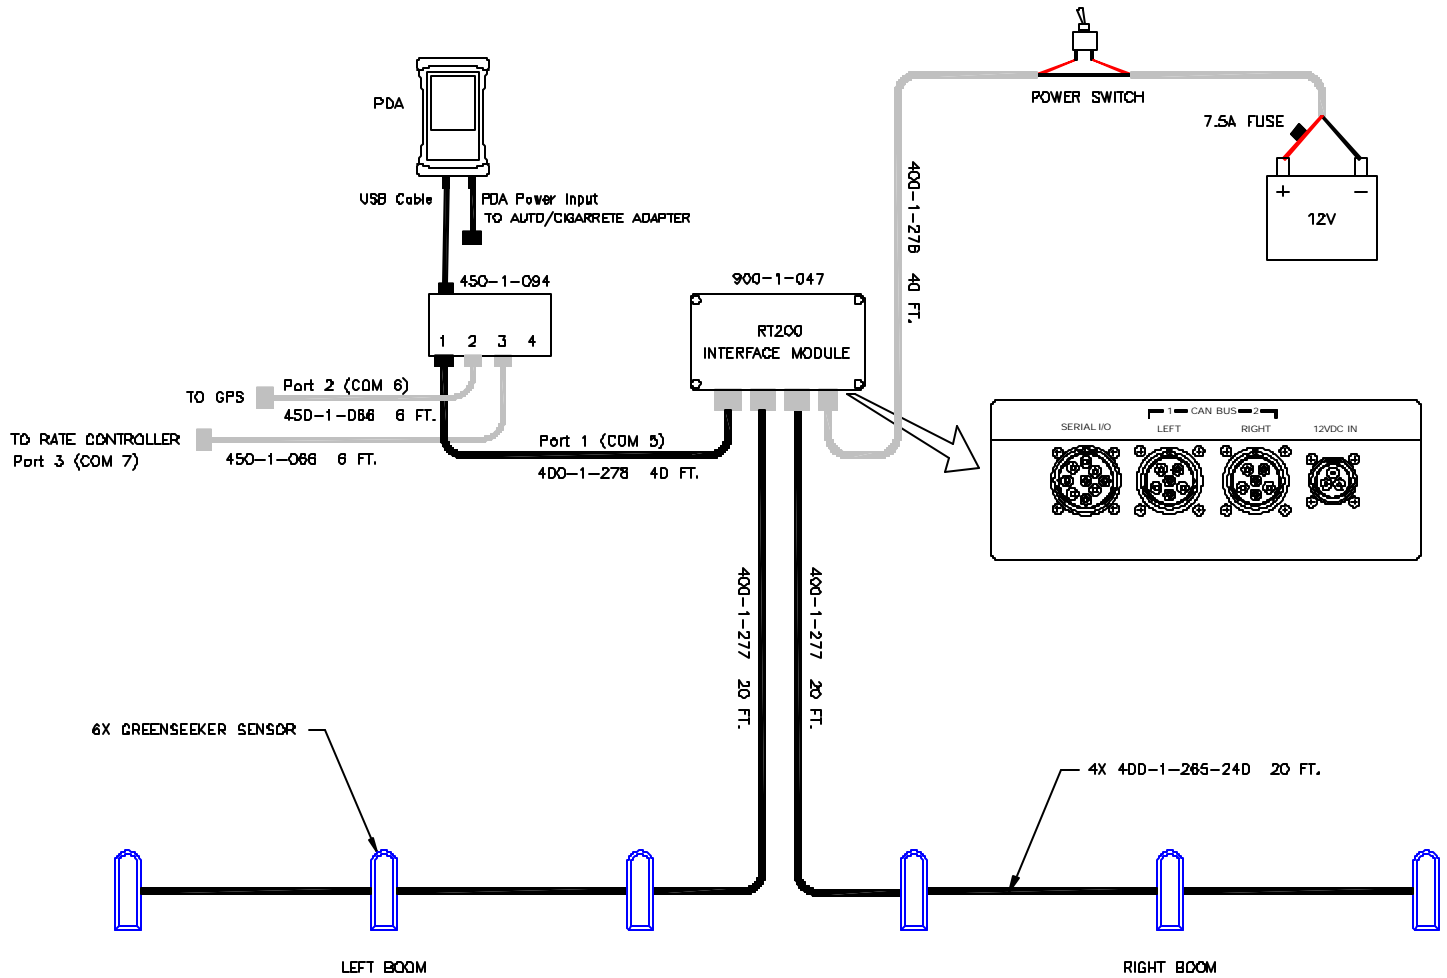 PDA
POWER SWITCH
7.5A FUSE
+ −
12V
USB Cable
PDA Power Input
TO AUTO/CIGARRETE ADAPTER
400-1-278 40 FT.
450-1-094
1 2 3 4
900-1-047
RT200
INTERFACE MODULE
TO GPS
Port 2 (COM 6)
450-1-066 6 FT.
TO RATE CONTROLLER
Port 3 (COM 7)
450-1-066 6 FT.
Port 1 (COM 5)
400-1-278 40 FT.
1 CAN BUS 2
SERIAL I/O LEFT RIGHT 12VDC IN
400-1-277 20 FT.
400-1-277 20 FT.
6X GREENSEEKER SENSOR
4X 400-1-265-240 20 FT.
LEFT BOOM
RIGHT BOOM